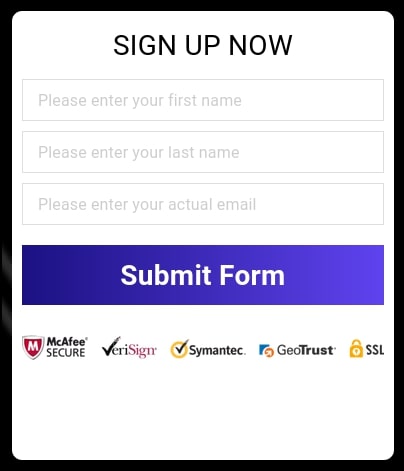 SIGN UP NOW
Please enter your first name
Please enter your last name
Please enter your actual email
Submit Form
McAfee®
SECURE
VeriSign
Symantec.
GeoTrust
SSL